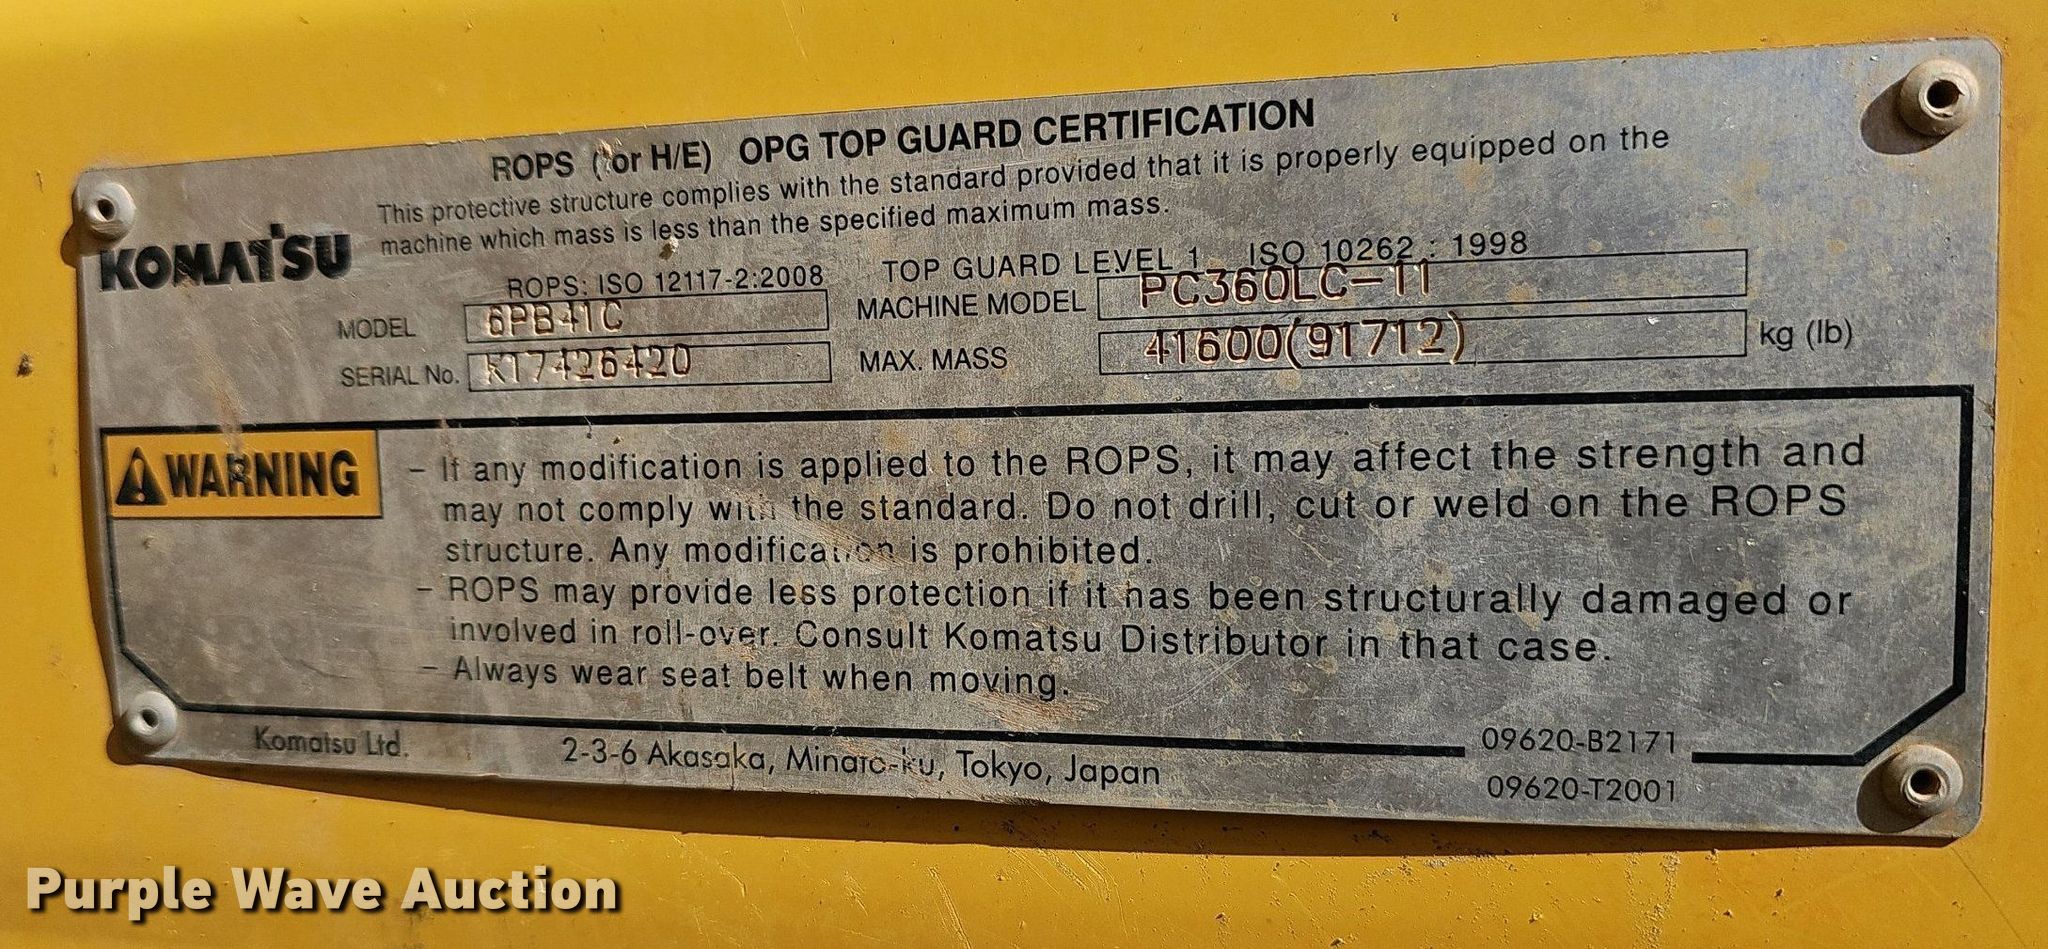 ROPS (for H/E) OPG TOP GUARD CERTIFICATION
This protective structure complies with the standard provided that it is properly equipped on the
machine which mass is less than the specified maximum mass.
KOMATSU
ROPS: ISO 12117-2:2008 TOP GUARD LEVEL 1 ISO 10262 : 1998
MODEL 6PB41C MACHINE MODEL PC360LC-11
SERIAL No. K17426420 MAX. MASS 41600(91712) kg (lb)
WARNING
- If any modification is applied to the ROPS, it may affect the strength and
may not comply with the standard. Do not drill, cut or weld on the ROPS
structure. Any modification is prohibited.
- ROPS may provide less protection if it has been structurally damaged or
involved in roll-over. Consult Komatsu Distributor in that case.
- Always wear seat belt when moving.
Komatsu Ltd. 2-3-6 Akasaka, Minato-ku, Tokyo, Japan
09620-B2171
09620-T2001
Purple Wave Auction